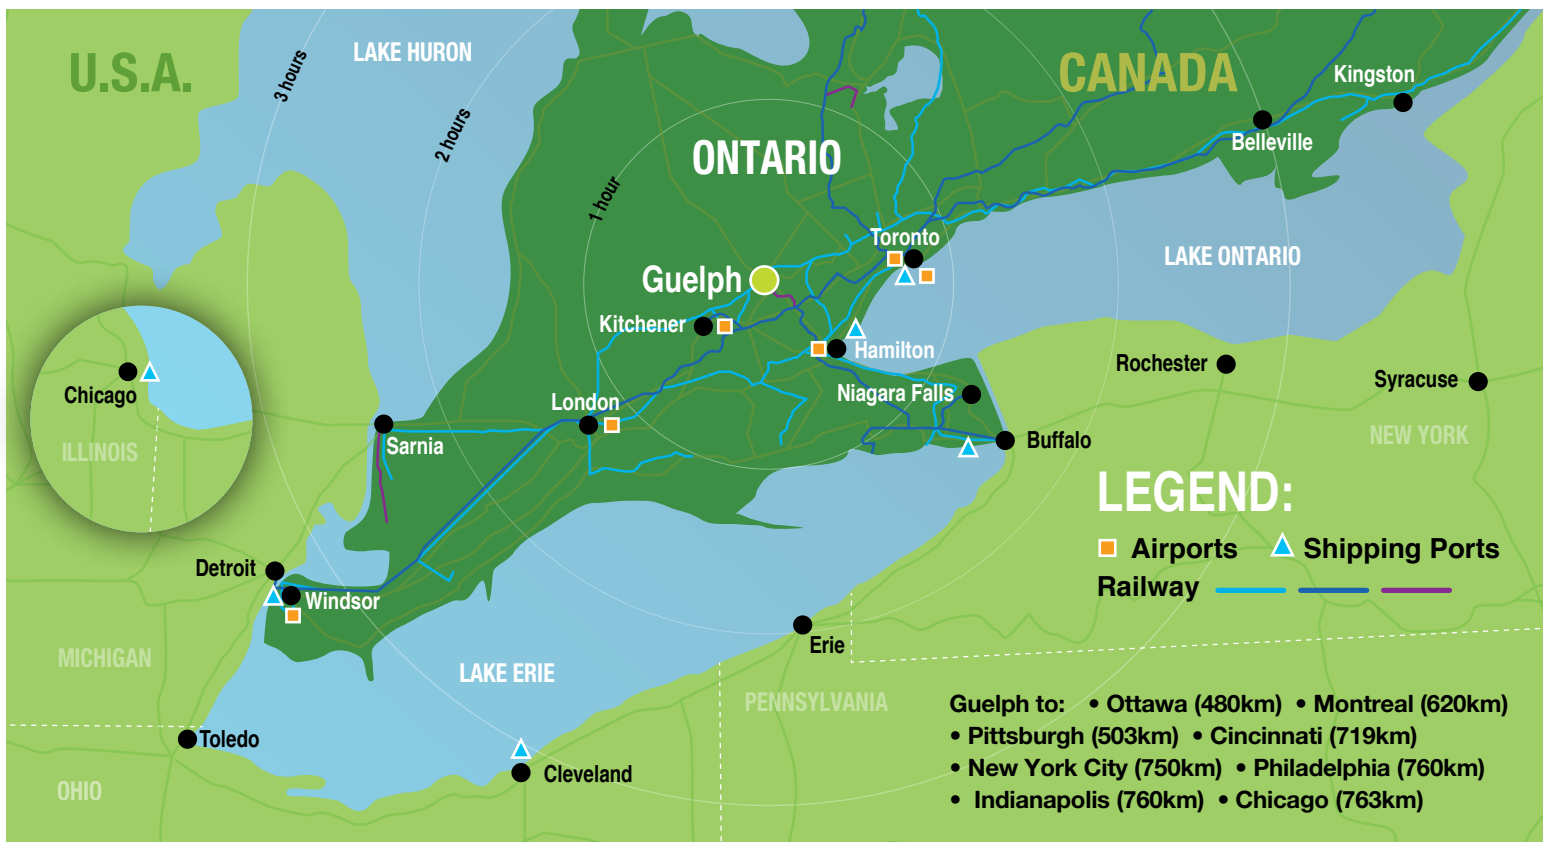 U.S.A.
LAKE HURON
CANADA
3 hours
2 hours
1 hour
Kingston
Belleville
ONTARIO
Toronto
LAKE ONTARIO
Guelph
Kitchener
Hamilton
Rochester
Syracuse
Chicago
ILLINOIS
London
Niagara Falls
Sarnia
Buffalo
NEW YORK
LEGEND:
Airports
Shipping Ports
Railway
Detroit
Windsor
MICHIGAN
Erie
LAKE ERIE
PENNSYLVANIA
Toledo
Cleveland
OHIO
Guelph to: • Ottawa (480km) • Montreal (620km)
• Pittsburgh (503km) • Cincinnati (719km)
• New York City (750km) • Philadelphia (760km)
• Indianapolis (760km) • Chicago (763km)